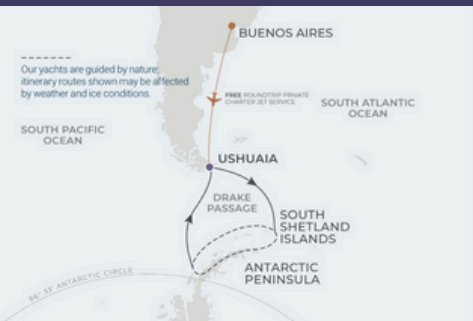 BUENOS AIRES
Our yachts are guided by nature;
itinerary routes shown may be affected
by weather and ice conditions.
FREE ROUNDTRIP PRIVATE
CHARTER JET SERVICE
SOUTH ATLANTIC
OCEAN
SOUTH PACIFIC
OCEAN
USHUAIA
DRAKE
PASSAGE
SOUTH
SHETLAND
ISLANDS
ANTARCTIC
PENINSULA
66° 33' ANTARCTIC CIRCLE